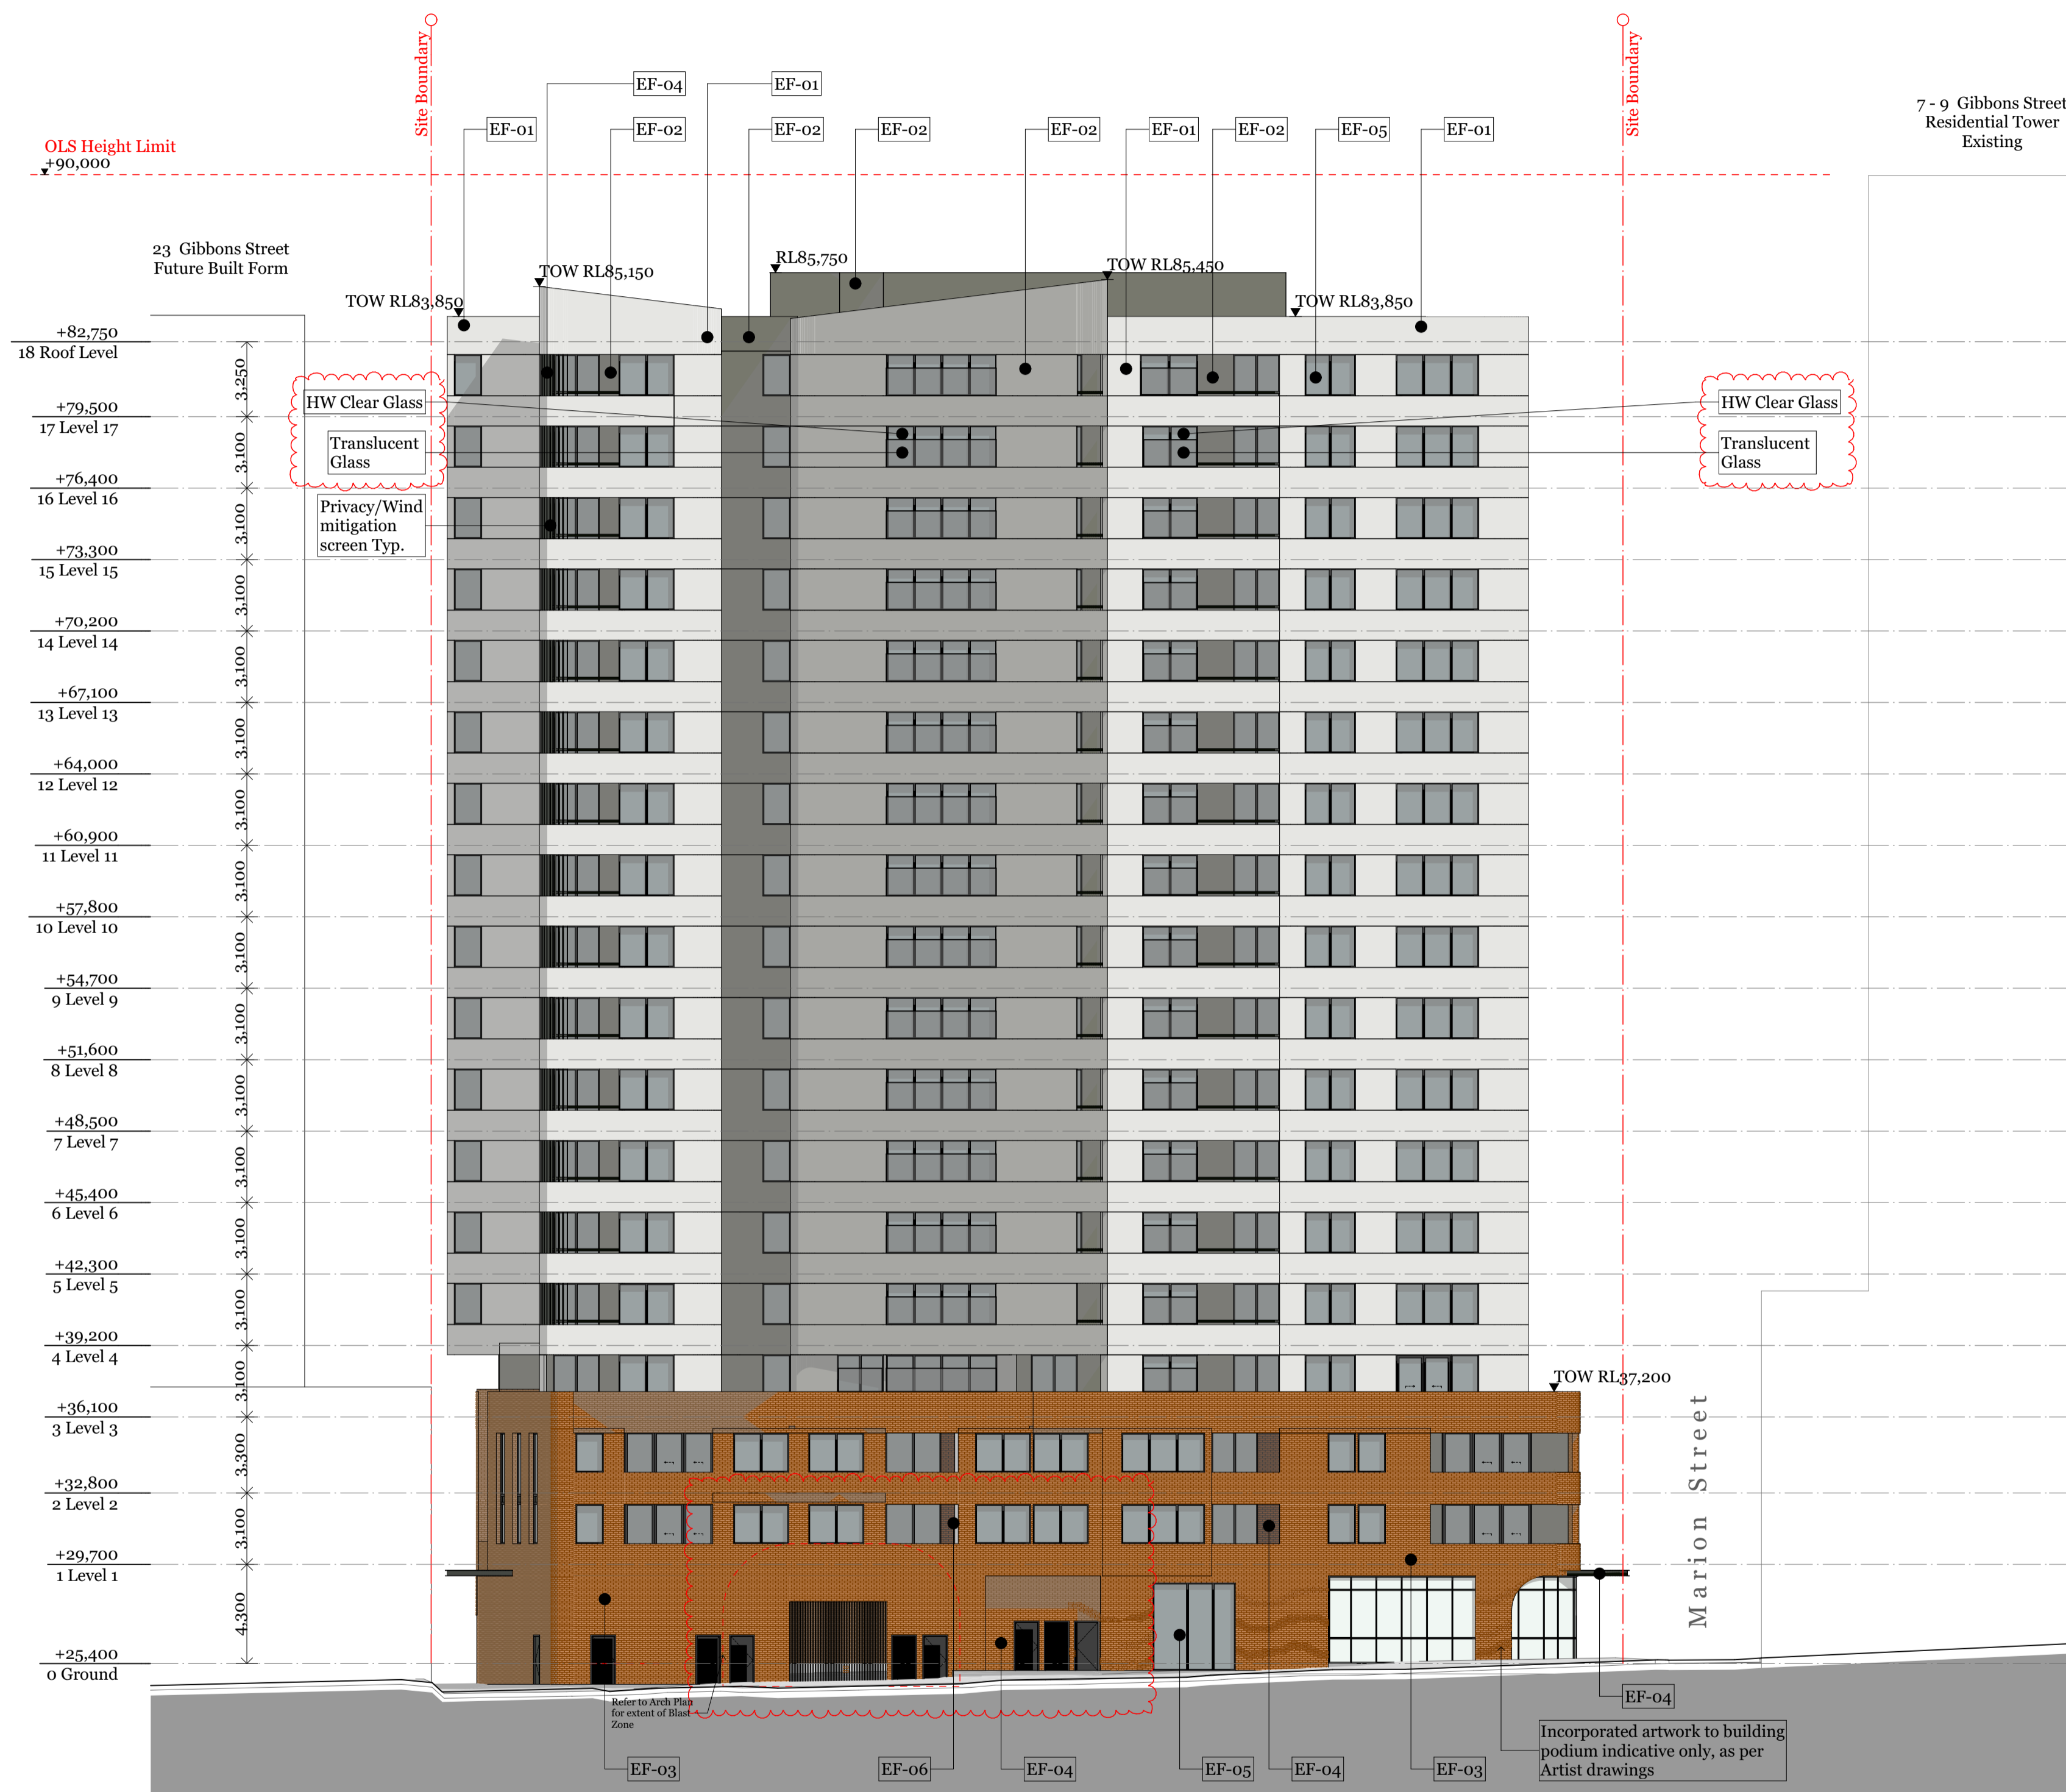 Site Boundary
Site Boundary
7 - 9 Gibbons Street
Residential Tower
Existing
EF-04
EF-01
EF-01
EF-02
EF-02
EF-02
EF-02
EF-01
EF-02
EF-05
EF-01
OLS Height Limit
+90,000
23 Gibbons Street
Future Built Form
TOW RL83,850
TOW RL85,150
RL85,750
TOW RL85,450
TOW RL83,850
+82,750
18 Roof Level
3,250
+79,500
17 Level 17
3,100
+76,400
16 Level 16
3,100
+73,300
15 Level 15
3,100
+70,200
14 Level 14
3,100
+67,100
13 Level 13
3,100
+64,000
12 Level 12
3,100
+60,900
11 Level 11
3,100
+57,800
10 Level 10
3,100
+54,700
9 Level 9
3,100
+51,600
8 Level 8
3,100
+48,500
7 Level 7
3,100
+45,400
6 Level 6
3,100
+42,300
5 Level 5
3,100
+39,200
4 Level 4
3,100
+36,100
3 Level 3
3,300
+32,800
2 Level 2
3,100
+29,700
1 Level 1
4,300
+25,400
0 Ground
HW Clear Glass
Translucent
Glass
Privacy/Wind
mitigation
screen Typ.
HW Clear Glass
Translucent
Glass
TOW RL37,200
Marion Street
Refer to Arch Plan
for extent of Blast
Zone
EF-03
EF-06
EF-04
EF-05
EF-04
EF-03
EF-04
Incorporated artwork to building
podium indicative only, as per
Artist drawings